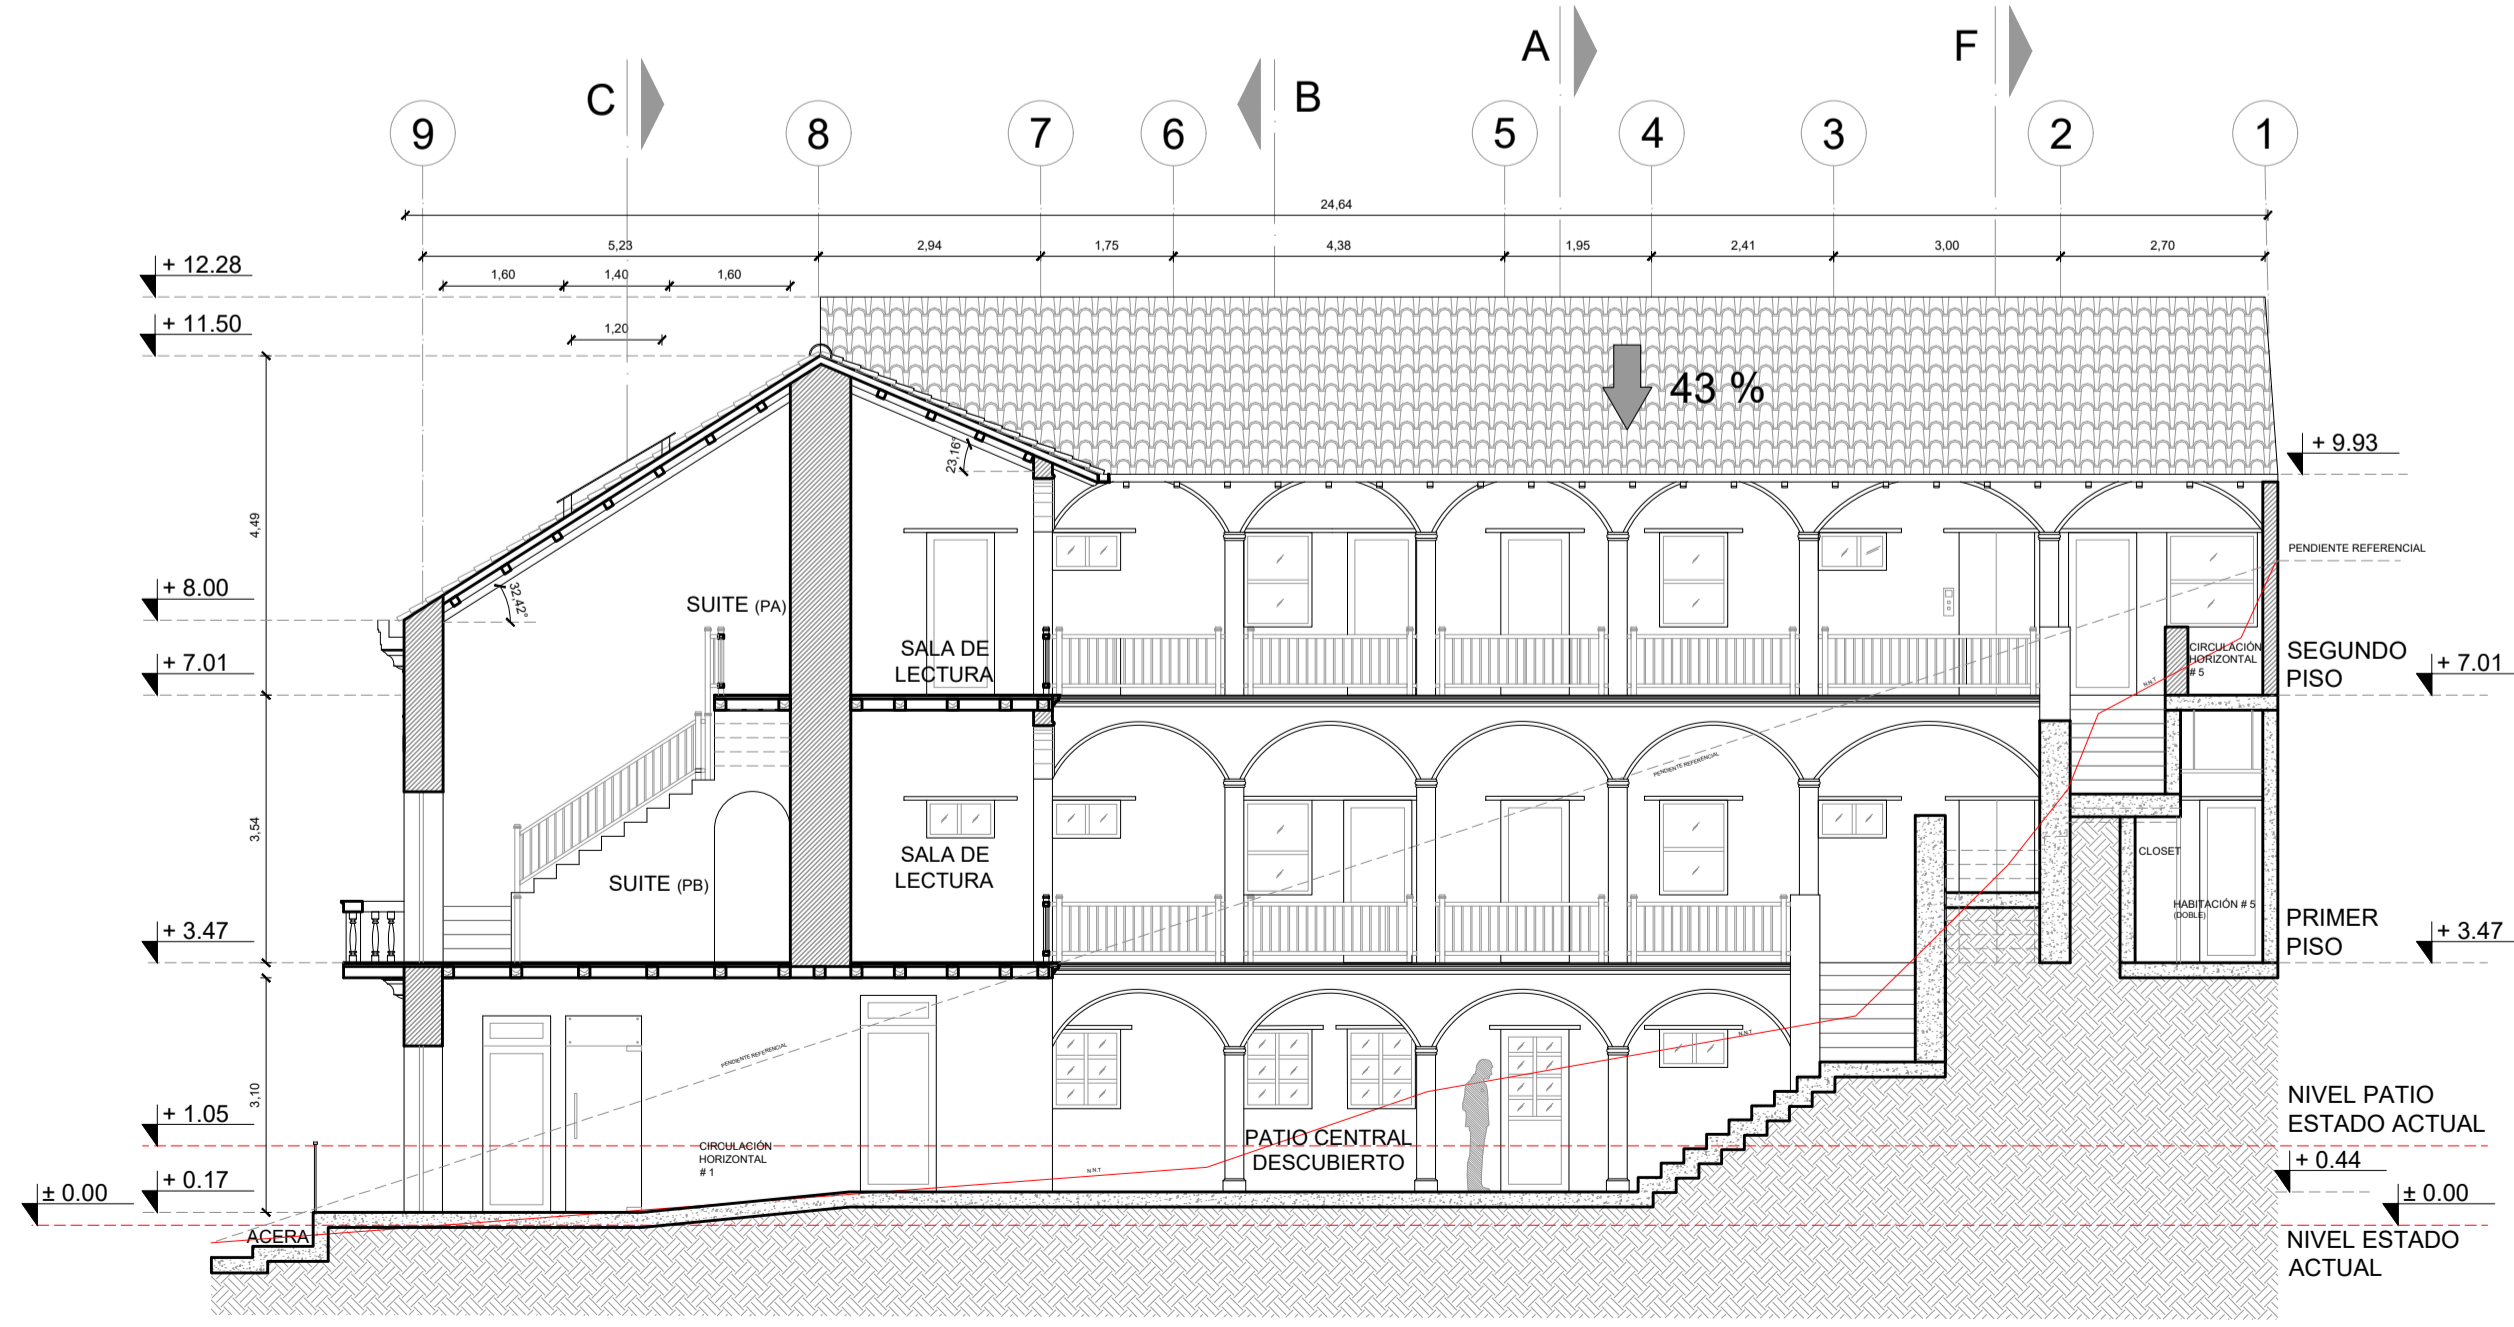 A
F
C
B
9
8
7
6
5
4
3
2
1
24,64
5,23
2,94
1,75
4,38
1,95
2,41
3,00
2,70
1,60
1,40
1,60
1,20
+ 12.28
+ 11.50
43 %
+ 9.93
23,16°
4,49
PENDIENTE REFERENCIAL
+ 8.00
32,42°
SUITE (PA)
SALA DE
LECTURA
CIRCULACIÓN
HORIZONTAL
# 5
N.N.T
SEGUNDO
PISO
+ 7.01
+ 7.01
PENDIENTE REFERENCIAL
3,54
SALA DE
LECTURA
SUITE (PB)
CLOSET
HABITACIÓN # 5
(DOBLE)
PRIMER
PISO
+ 3.47
+ 3.47
N.N.T
PENDIENTE REFERENCIAL
3,10
+ 1.05
CIRCULACIÓN
HORIZONTAL
# 1
PATIO CENTRAL
DESCUBIERTO
N.N.T
NIVEL PATIO
ESTADO ACTUAL
+ 0.44
+ 0.17
± 0.00
± 0.00
ACERA
NIVEL ESTADO
ACTUAL